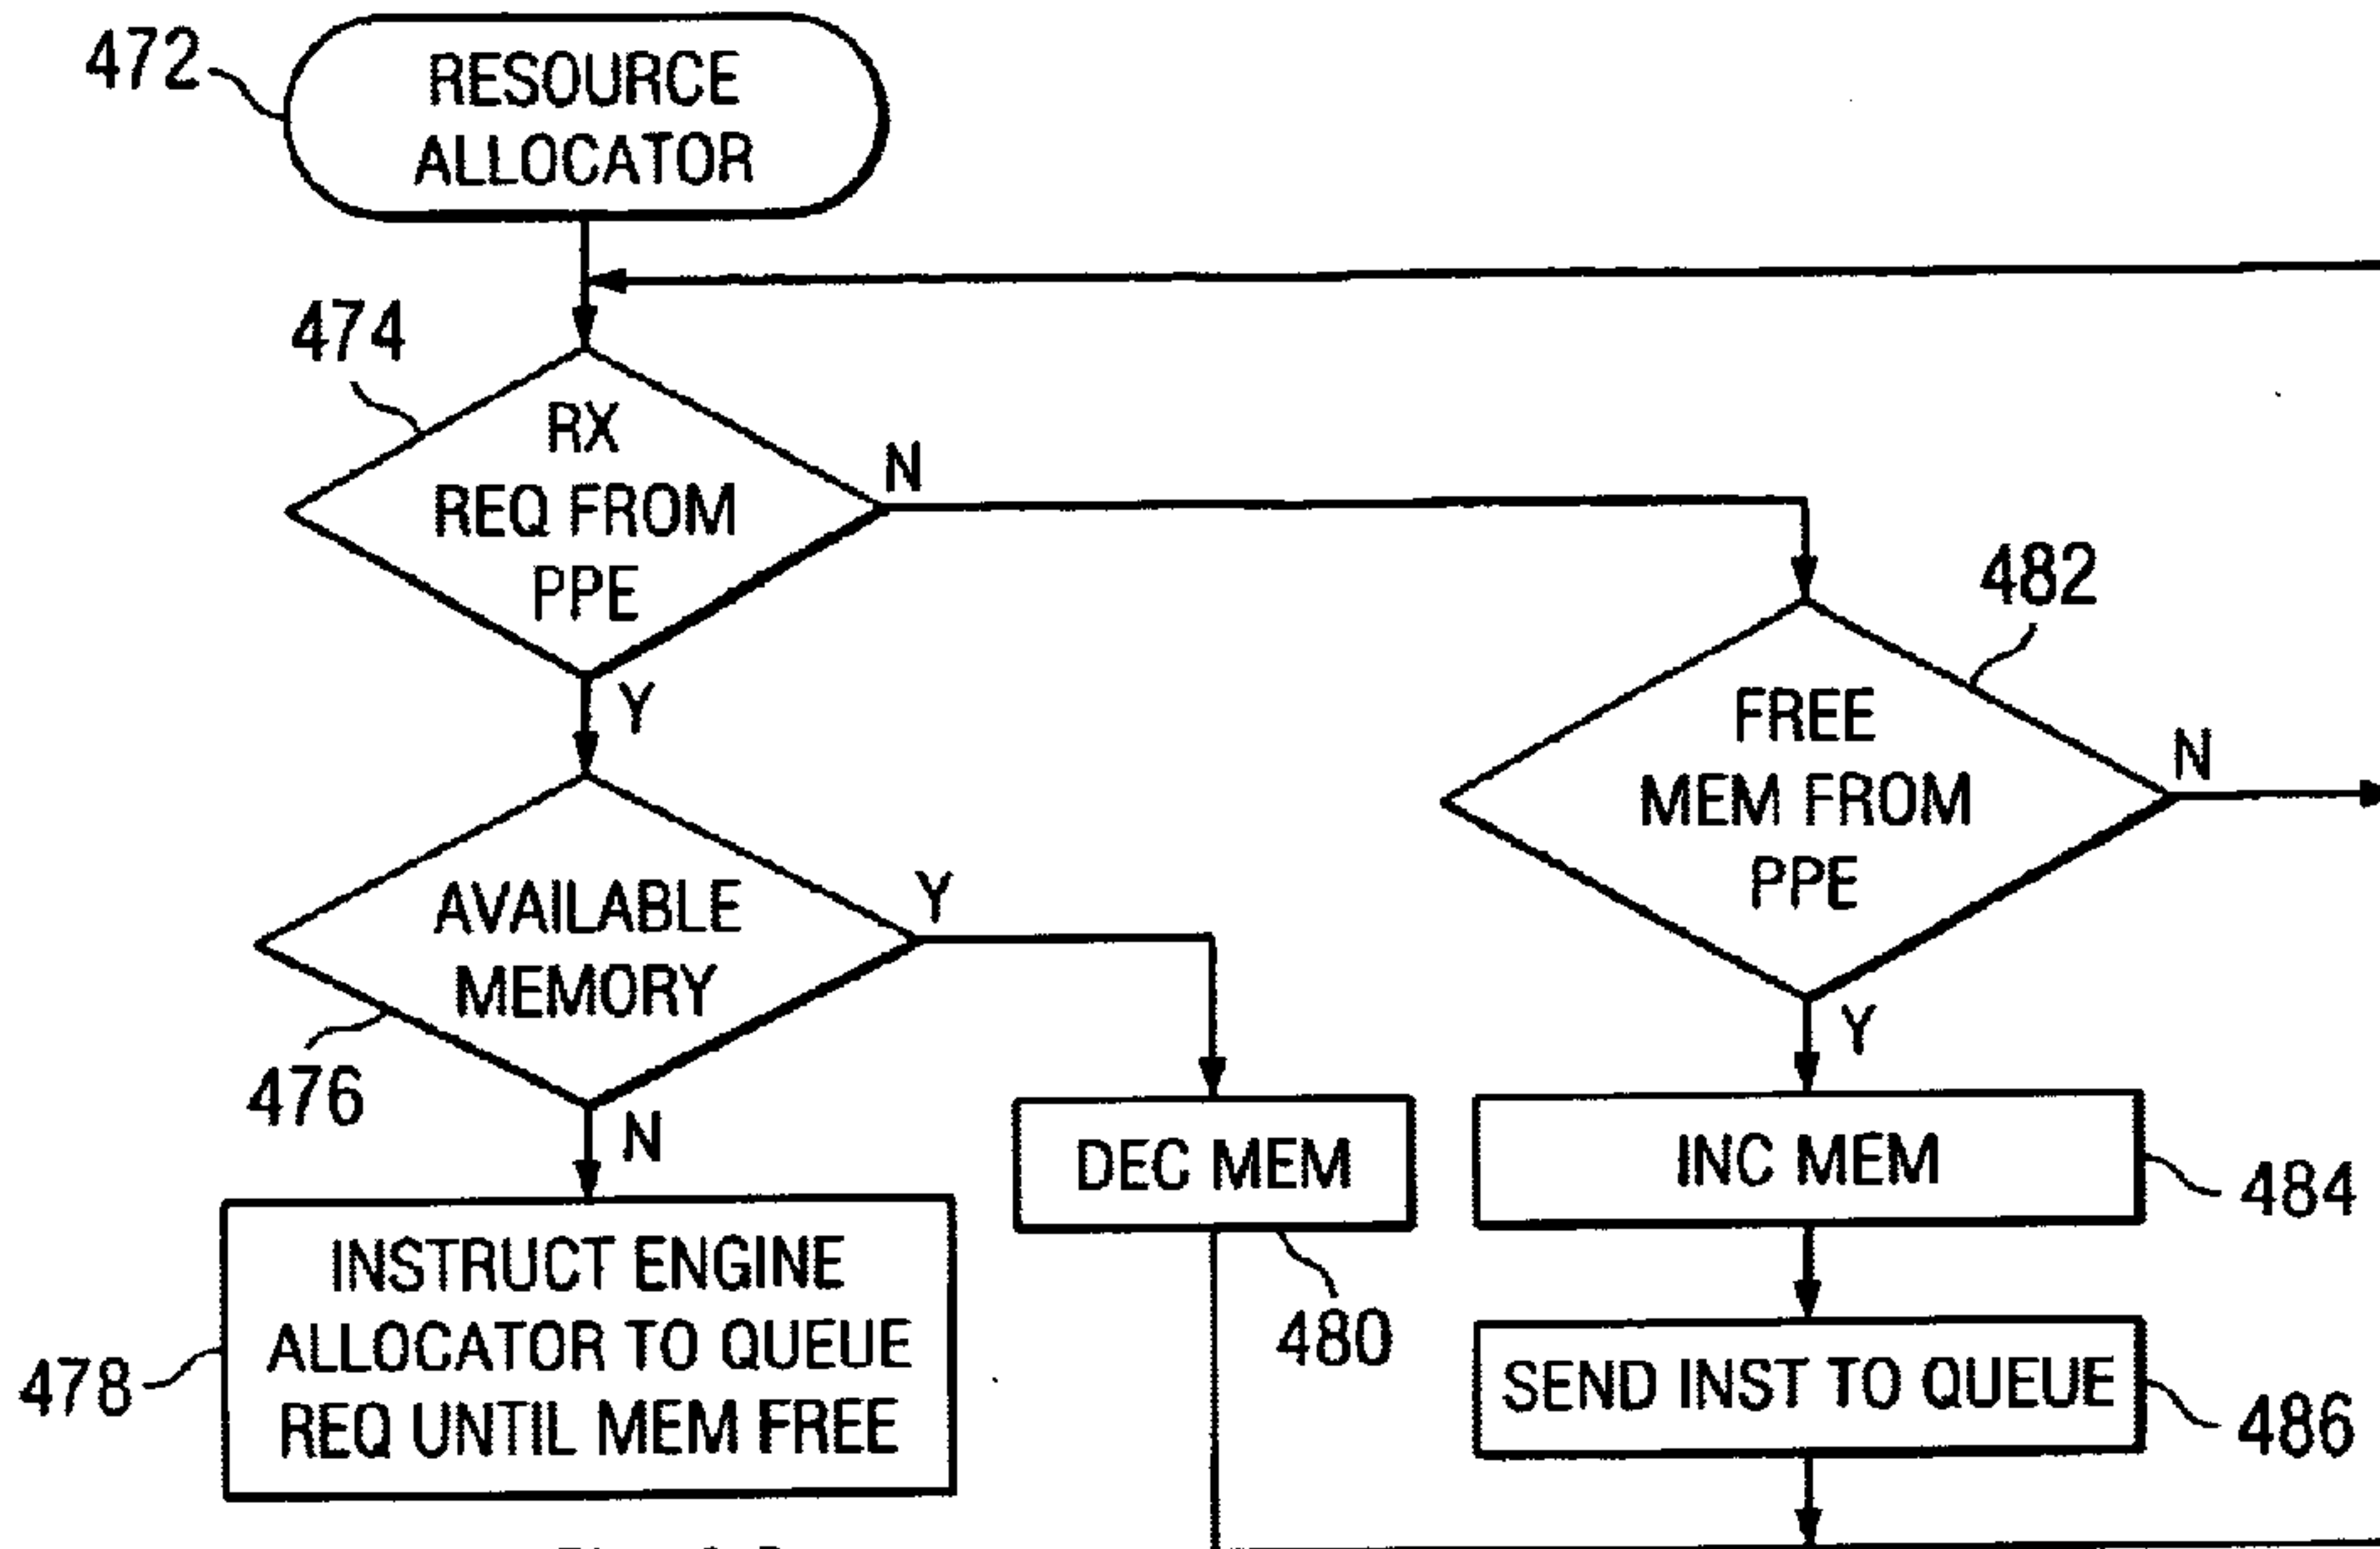 472
RESOURCE
ALLOCATOR
474
RX
REQ FROM
PPE
N
Y
482
FREE
MEM FROM
PPE
N
Y
AVAILABLE
MEMORY
Y
476
N
DEC MEM
480
INC MEM
484
INSTRUCT ENGINE
ALLOCATOR TO QUEUE
REQ UNTIL MEM FREE
478
SEND INST TO QUEUE
486